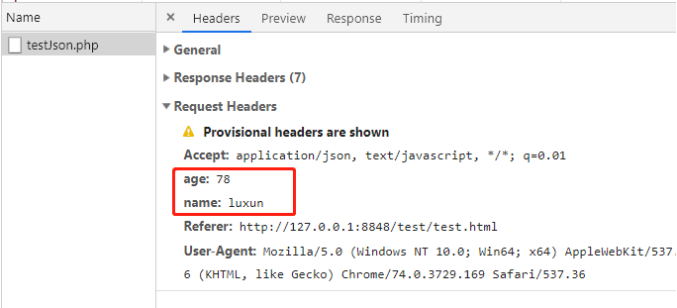 Name
× Headers Preview Response Timing
testJson.php
General
Response Headers (7)
Request Headers
Provisional headers are shown
Accept: application/json, text/javascript, */*; q=0.01
age: 78
name: luxun
Referer: http://127.0.0.1:8848/test/test.html
User-Agent: Mozilla/5.0 (Windows NT 10.0; Win64; x64) AppleWebKit/537.
6 (KHTML, like Gecko) Chrome/74.0.3729.169 Safari/537.36